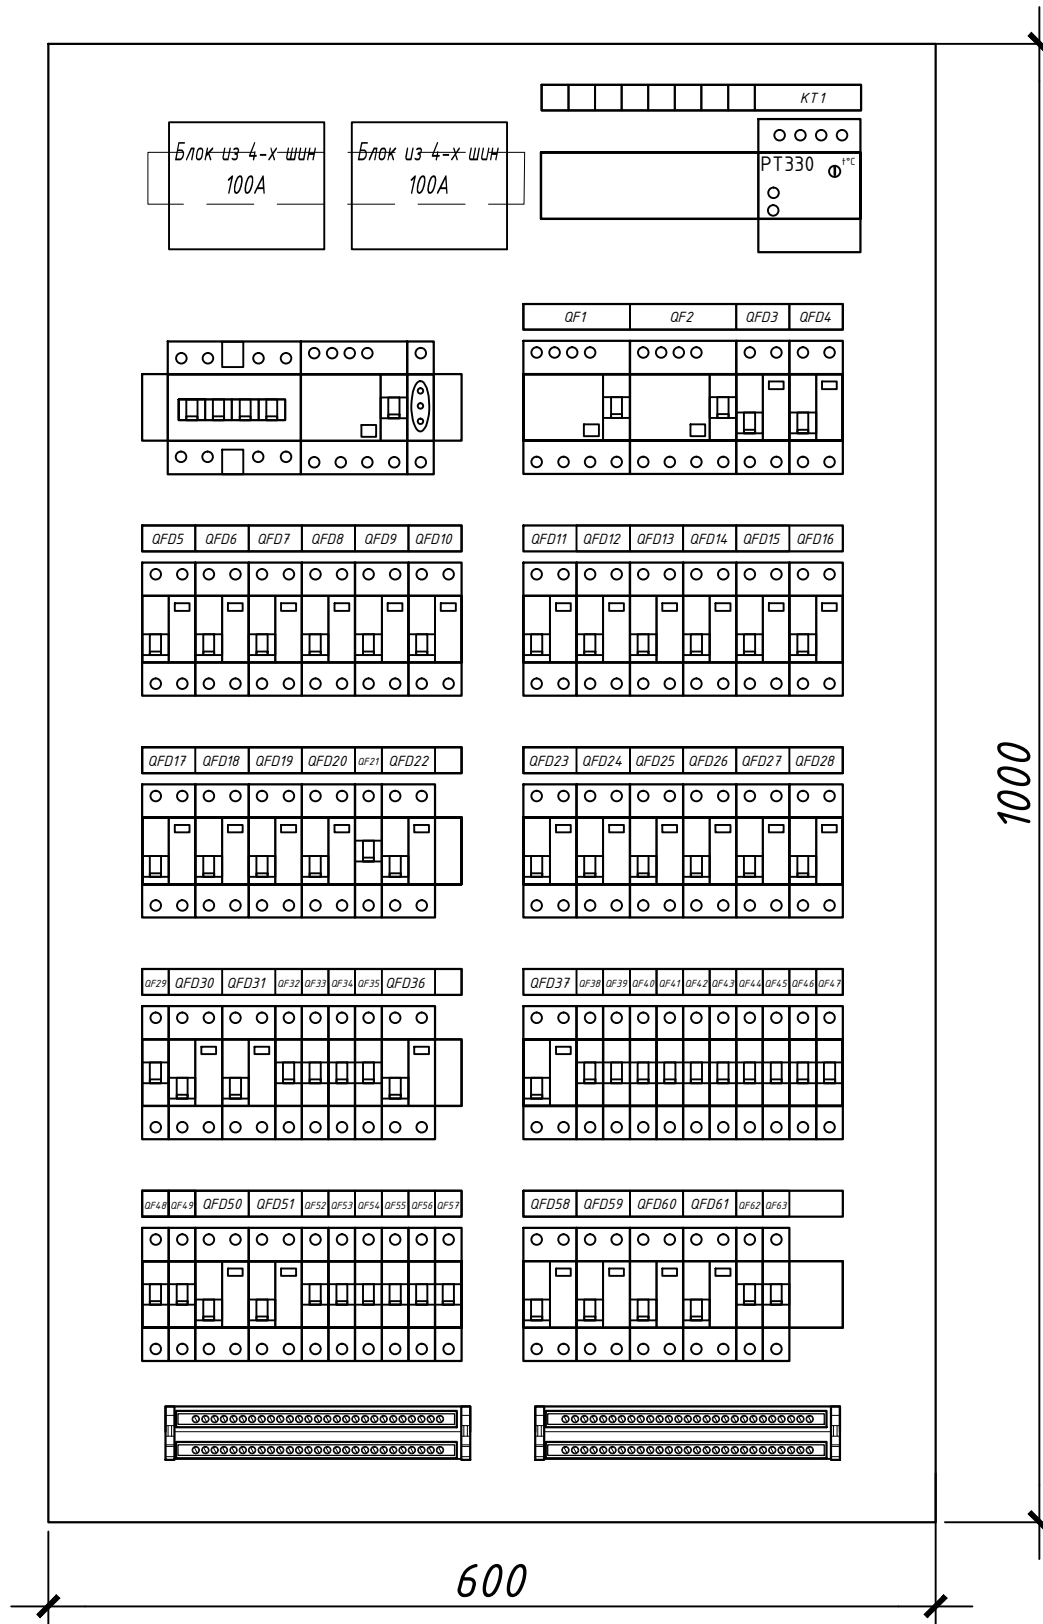 КТ1
Блок из 4-х шин
100А
Блок из 4-х шин
100А
РТ330
t°C
QF1 QF2 QFD3 QFD4
QFD5 QFD6 QFD7 QFD8 QFD9 QFD10
QFD11 QFD12 QFD13 QFD14 QFD15 QFD16
QFD17 QFD18 QFD19 QFD20 QF21 QFD22
QFD23 QFD24 QFD25 QFD26 QFD27 QFD28
1000
QF29 QFD30 QFD31 QF32 QF33 QF34 QF35 QFD36
QFD37 QF38 QF39 QF40 QF41 QF42 QF43 QF44 QF45 QF46 QF47
QF48 QF49 QFD50 QFD51 QF52 QF53 QF54 QF55 QF56 QF57
QFD58 QFD59 QFD60 QFD61 QF62 QF63
600